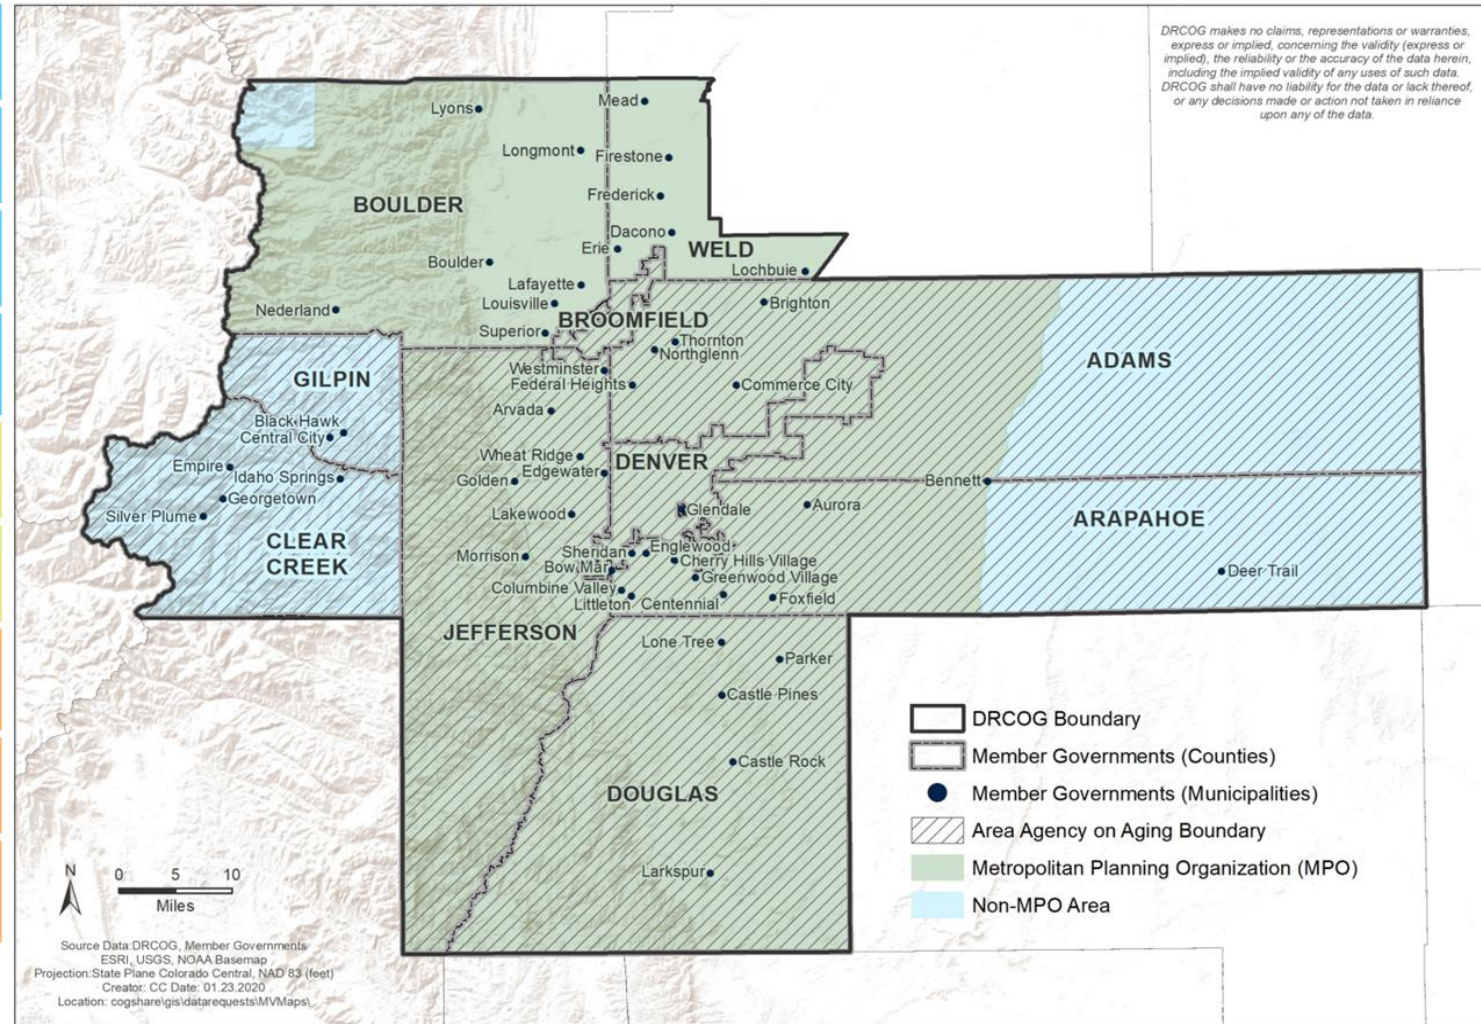 DRCOG makes no claims, representations or warranties,
express or implied, concerning the validity (express or
implied), the reliability or the accuracy of the data herein,
including the implied validity of any uses of such data.
DRCOG shall have no liability for the data or lack thereof,
or any decisions made or action not taken in reliance
upon any of the data.
Lyons
Mead
Longmont
Firestone
Frederick
BOULDER
Dacono
Erie
WELD
Boulder
Lochbuie
Lafayette
Louisville
Brighton
Nederland
BROOMFIELD
Superior
Thornton
Northglenn
ADAMS
Westminster
GILPIN
Federal Heights
Commerce City
Arvada
Black Hawk
Central City
Wheat Ridge
DENVER
Empire
Edgewater
Idaho Springs
Golden
Bennett
Georgetown
Aurora
Glendale
Silver Plume
Lakewood
ARAPAHOE
CLEAR
CREEK
Englewood
Sheridan
Morrison
Cherry Hills Village
Bow Mar
Deer Trail
Greenwood Village
Columbine Valley
Foxfield
Littleton
Centennial
JEFFERSON
Lone Tree
Parker
Castle Pines
Castle Rock
DOUGLAS
Larkspur
DRCOG Boundary
Member Governments (Counties)
Member Governments (Municipalities)
Area Agency on Aging Boundary
Metropolitan Planning Organization (MPO)
Non-MPO Area
N
0 5 10
Miles
Source Data:DRCOG, Member Governments
ESRI, USGS, NOAA Basemap
Projection:State Plane Colorado Central, NAD 83 (feet)
Creator: CC Date: 01.23.2020
Location: cogshare\gis\datarequests\MVMaps\